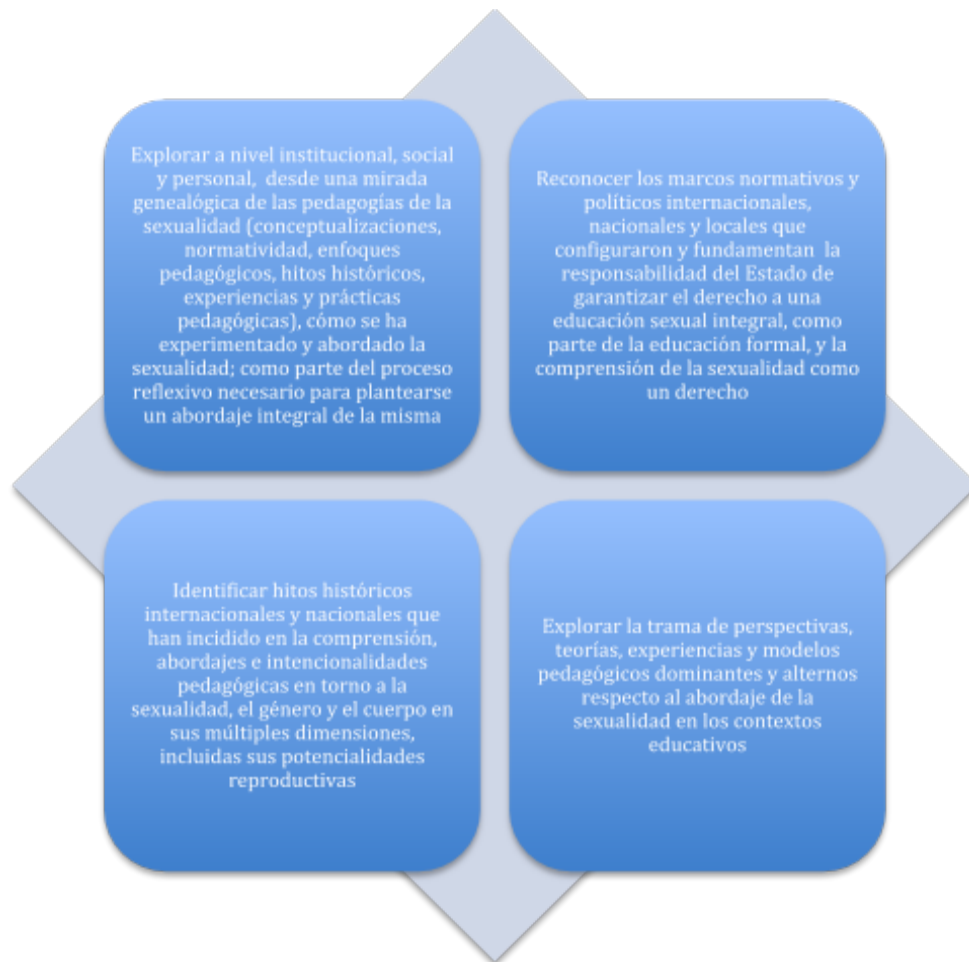 Explorar a nivel institucional, social
y personal,  desde una mirada
genealógica de las pedagogías de la
sexualidad (conceptualizaciones,
normatividad, enfoques
pedagógicos, hitos históricos,
experiencias y prácticas
pedagógicas), cómo se ha
experimentado y abordado la
sexualidad; como parte del proceso
reflexivo necesario para plantearse
un abordaje integral de la misma
Reconocer los marcos normativos y
políticos internacionales,
nacionales y locales que
configuraron y fundamentan  la
responsabilidad del Estado de
garantizar el derecho a una
educación sexual integral, como
parte de la educación formal, y la
comprensión de la sexualidad como
un derecho
Identificar hitos históricos
internacionales y nacionales que
han incidido en la comprensión,
abordajes e intencionalidades
pedagógicas en torno a la
sexualidad, el género y el cuerpo en
sus múltiples dimensiones,
incluidas sus potencialidades
reproductivas
Explorar la trama de perspectivas,
teorías, experiencias y modelos
pedagógicos dominantes y alternos
respecto al abordaje de la
sexualidad en los contextos
educativos